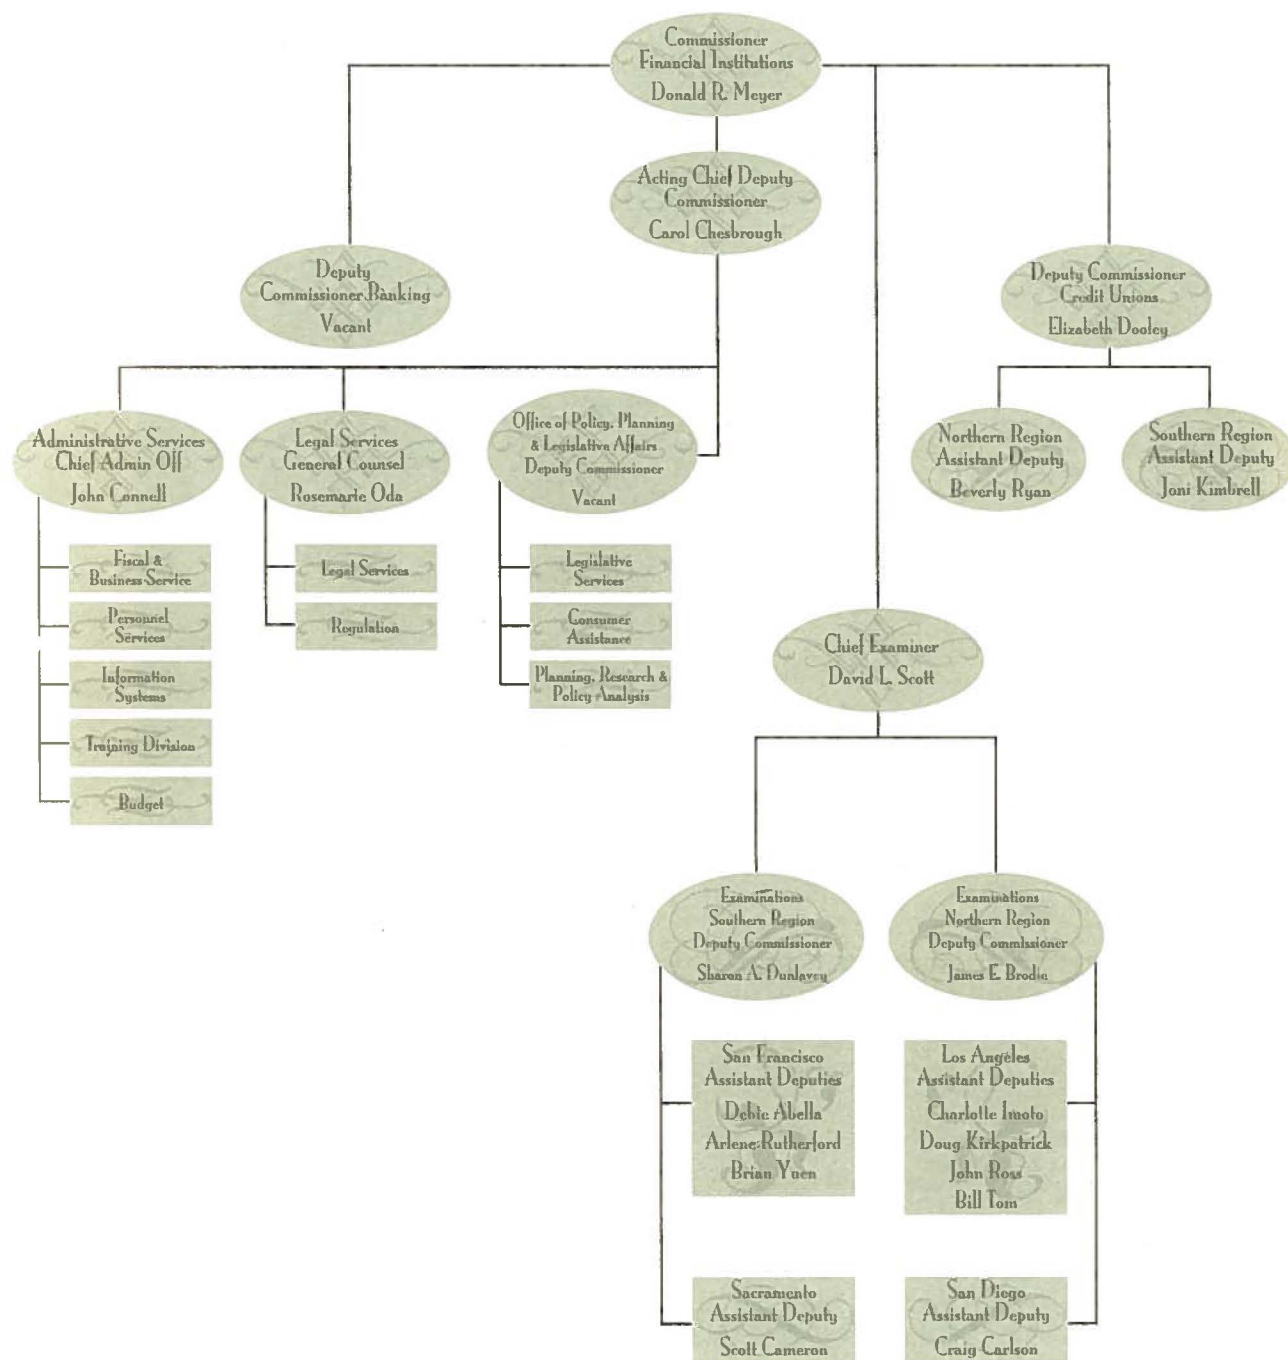 Commissioner
Financial Institutions
Donald R. Meyer
Acting Chief Deputy
Commissioner
Carol Chesbrough
Deputy
Commissioner Banking
Vacant
Deputy Commissioner
Credit Unions
Elizabeth Dooley
Administrative Services
Chief Admin Off
John Connell
Legal Services
General Counsel
Rosemarie Oda
Office of Policy, Planning
& Legislative Affairs
Deputy Commissioner
Vacant
Northern Region
Assistant Deputy
Beverly Ryan
Southern Region
Assistant Deputy
Joni Kimbrell
Fiscal &
Business Service
Personnel
Services
Information
Systems
Training Division
Budget
Legal Services
Regulation
Legislative
Services
Consumer
Assistance
Planning, Research &
Policy Analysis
Chief Examiner
David L. Scott
Examinations
Southern Region
Deputy Commissioner
Sharon A. Dunlavey
Examinations
Northern Region
Deputy Commissioner
James E. Brodie
San Francisco
Assistant Deputies
Debie Abella
Arlene Rutherford
Brian Yuen
Los Angeles
Assistant Deputies
Charlotte Imoto
Doug Kirkpatrick
John Ross
Bill Tom
Sacramento
Assistant Deputy
Scott Cameron
San Diego
Assistant Deputy
Craig Carlson